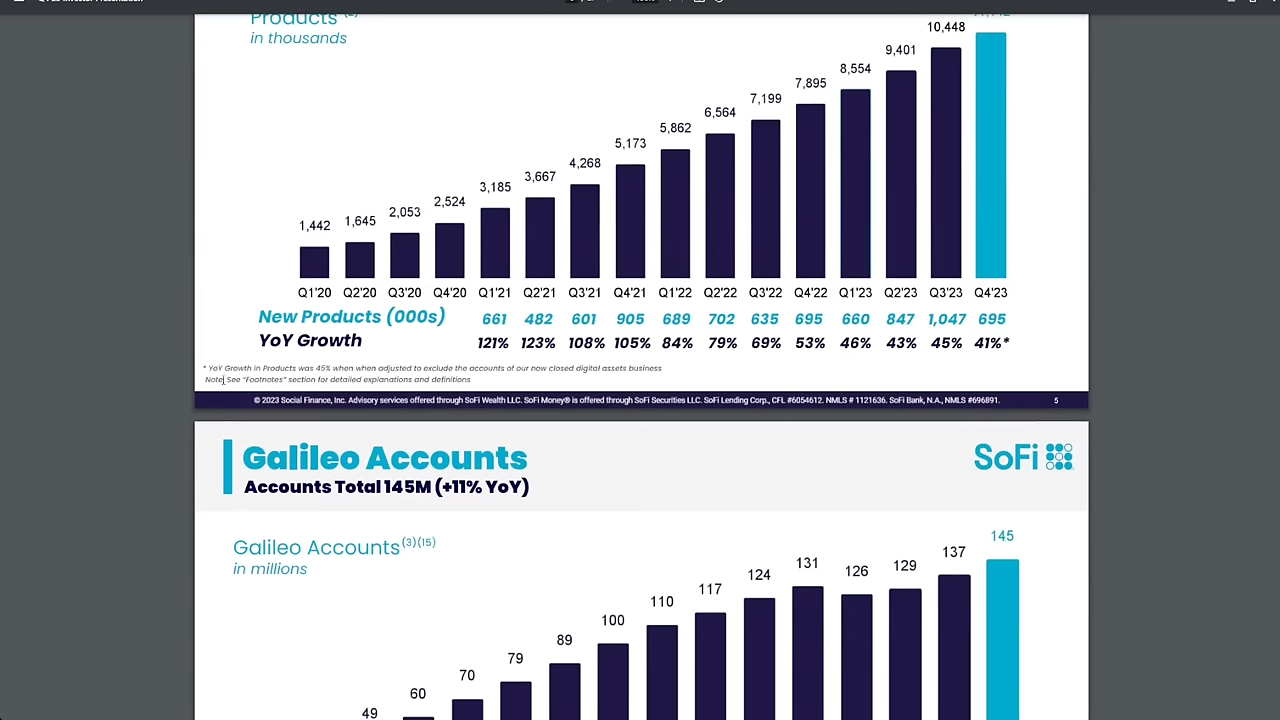 Products (2)
in thousands
10,448
9,401
8,554
7,895
7,199
6,564
5,862
5,173
4,268
3,667
3,185
2,524
2,053
1,645
1,442
Q1'20 Q2'20 Q3'20 Q4'20 Q1'21 Q2'21 Q3'21 Q4'21 Q1'22 Q2'22 Q3'22 Q4'22 Q1'23 Q2'23 Q3'23 Q4'23
New Products (000s) 661 482 601 905 689 702 635 695 660 847 1,047 695
YoY Growth 121% 123% 108% 105% 84% 79% 69% 53% 46% 43% 45% 41%*
* YoY Growth in Products was 45% when when adjusted to exclude the accounts of our now closed digital assets business
Note: See “Footnotes” section for detailed explanations and definitions
© 2023 Social Finance, Inc. Advisory services offered through SoFi Wealth LLC. SoFi Money® is offered through SoFi Securities LLC. SoFi Lending Corp., CFL #6054612. NMLS # 1121636. SoFi Bank, N.A., NMLS #696891. 5
Galileo Accounts
SoFi
Accounts Total 145M (+11% YoY)
Galileo Accounts(3)(15)
in millions
145
137
131
129
126
124
117
110
100
89
79
70
60
49